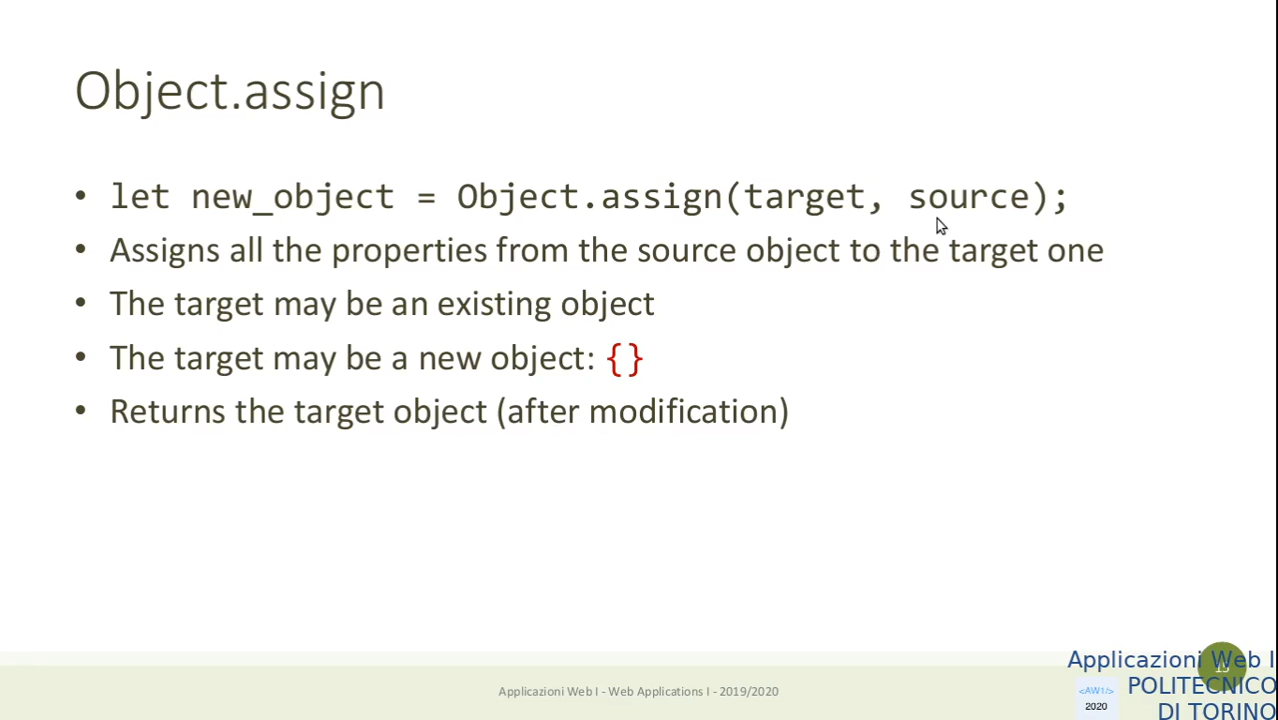 Object.assign
• let new_object = Object.assign(target, source);
• Assigns all the properties from the source object to the target one
• The target may be an existing object
• The target may be a new object: {}
• Returns the target object (after modification)
Applicazioni Web I - Web Applications I - 2019/2020
Applicazioni Web I
POLITECNICO
DI TORINO
<AW1/>
2020